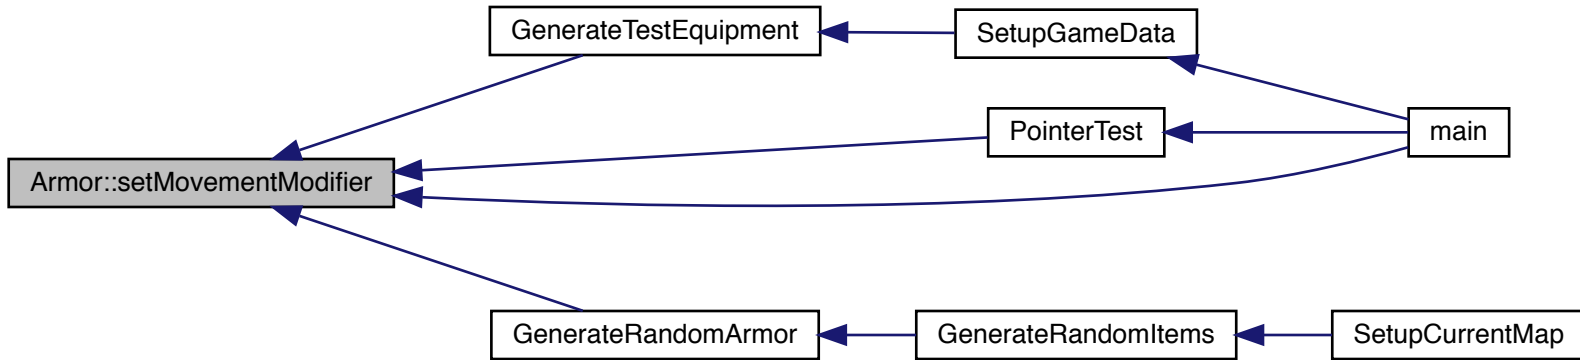 GenerateTestEquipment
SetupGameData
PointerTest
main
Armor::setMovementModifier
GenerateRandomArmor
GenerateRandomItems
SetupCurrentMap